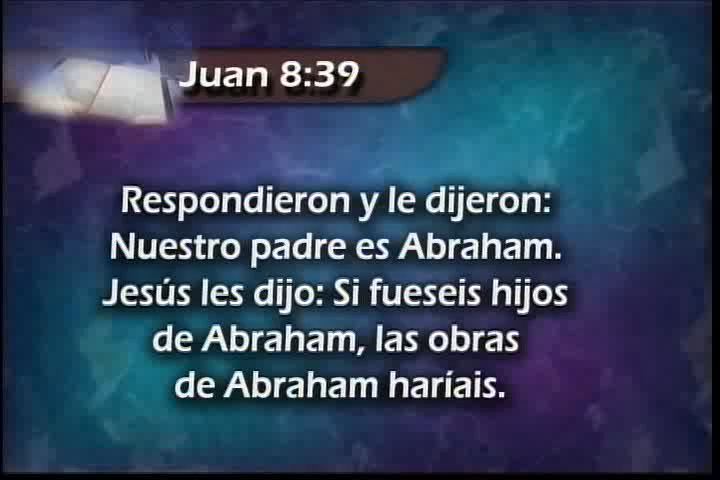 Juan 8:39
Respondieron y le dijeron:
Nuestro padre es Abraham.
Jesús les dijo: Si fueseis hijos
de Abraham, las obras
de Abraham haríais.